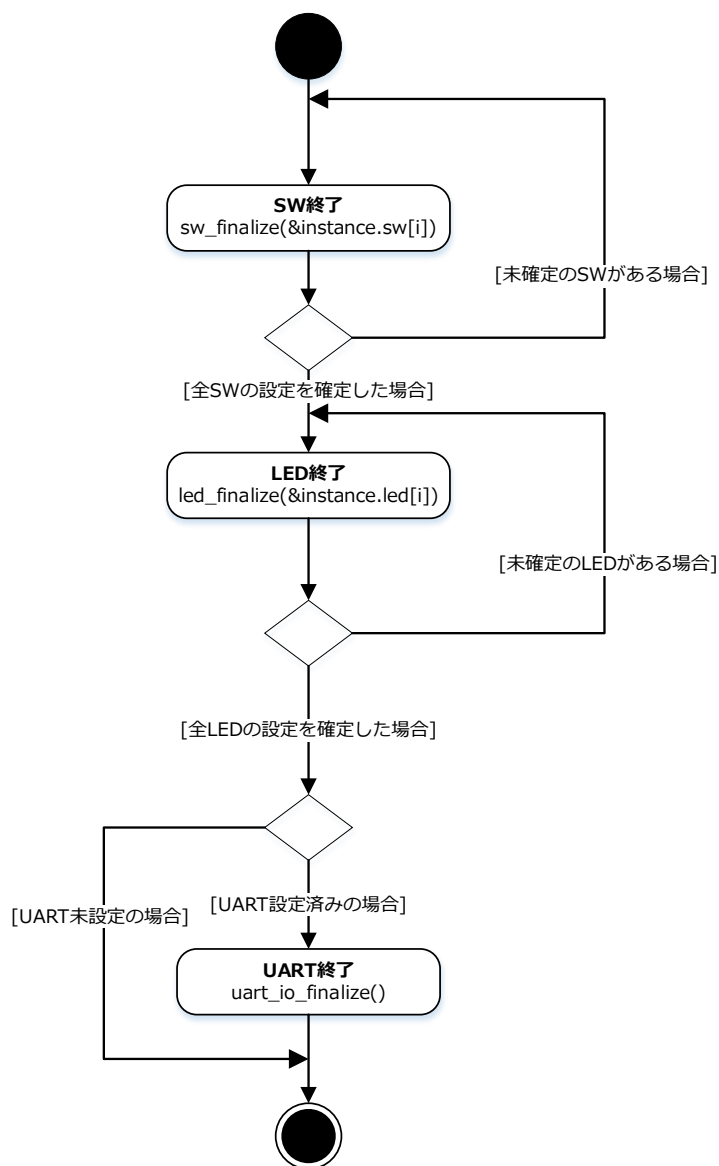 SW終了
sw_finalize(&instance.sw[i])
[未確定のSWがある場合]
[全SWの設定を確定した場合]
LED終了
led_finalize(&instance.led[i])
[未確定のLEDがある場合]
[全LEDの設定を確定した場合]
[UART未設定の場合]
[UART設定済みの場合]
UART終了
uart_io_finalize()